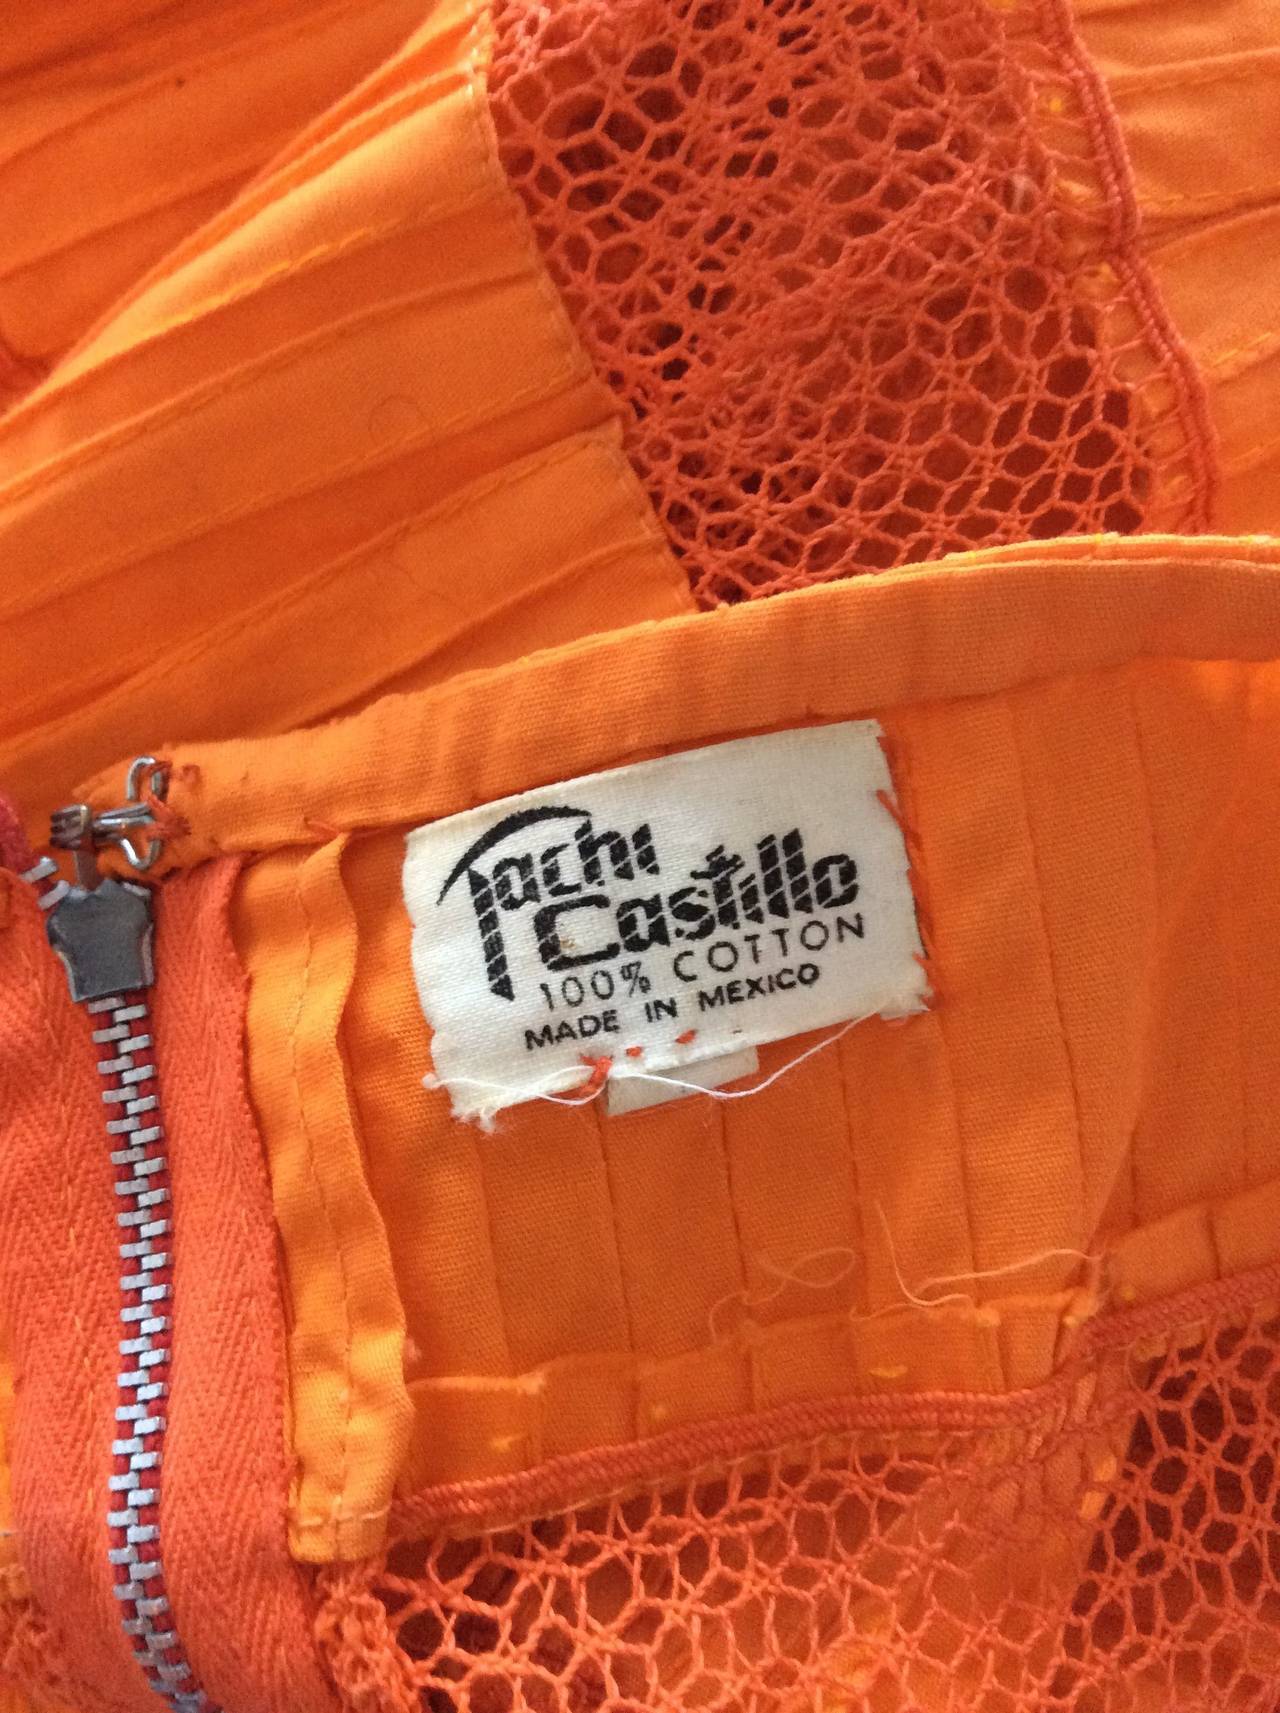 Tachi
Castillo
100% COTTON
MADE IN MEXICO